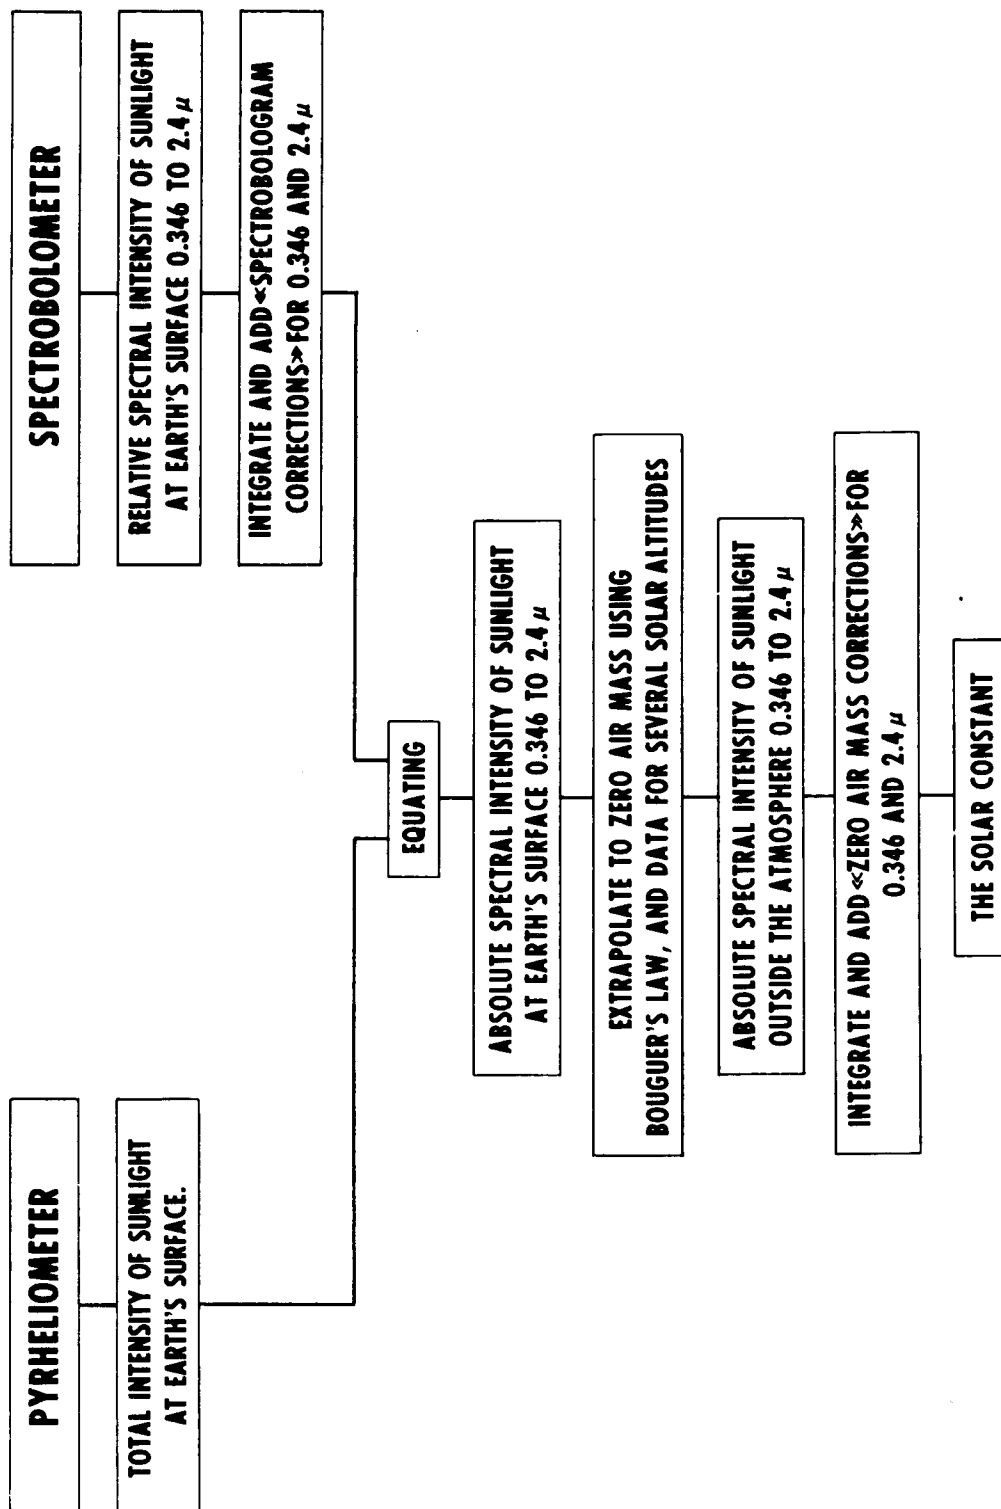 PYRHELIOMETER
TOTAL INTENSITY OF SUNLIGHT
AT EARTH'S SURFACE.
SPECTROBOLOMETER
RELATIVE SPECTRAL INTENSITY OF SUNLIGHT
AT EARTH'S SURFACE 0.346 TO 2.4 μ
INTEGRATE AND ADD «SPECTROBOLOGRAM
CORRECTIONS» FOR 0.346 AND 2.4 μ
EQUATING
ABSOLUTE SPECTRAL INTENSITY OF SUNLIGHT
AT EARTH'S SURFACE 0.346 TO 2.4 μ
EXTRAPOLATE TO ZERO AIR MASS USING
BOUGUER'S LAW, AND DATA FOR SEVERAL SOLAR ALTITUDES
ABSOLUTE SPECTRAL INTENSITY OF SUNLIGHT
OUTSIDE THE ATMOSPHERE 0.346 TO 2.4 μ
INTEGRATE AND ADD «ZERO AIR MASS CORRECTIONS» FOR
0.346 AND 2.4 μ
THE SOLAR CONSTANT